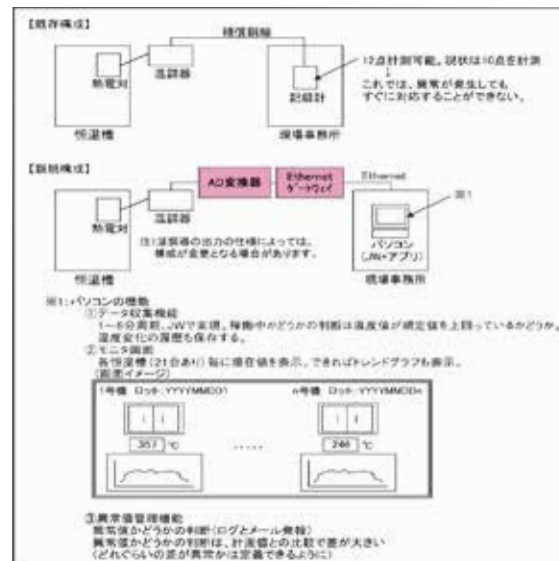 【既存構成】
補償導線
熱電対
温調器
記録計
恒温槽
現場事務所
12点計測可能。現状は10点を計測
↓
これでは、異常が発生しても
すぐに対応することができない。
【新規構成】
熱電対
温調器
AD変換器
Ethernet
ゲートウェイ
Ethernet
※1
パソコン
(JW+アプリ)
恒温槽
現場事務所
注)温調器の出力の仕様によっては、
構成が変更となる場合があります。
※1:パソコンの機能
①データ収集機能
1~6分周期、JWで実現。稼働中かどうかの判断は温度値が規定値を上回っているかどうか。
温度変化の履歴も保存する。
②モニタ画面
各恒温槽(21台あり)毎に現在値を表示。できればトレンドグラフも表示。
(画面イメージ)
1号機 ロット:YYYYMMDD1
n号機 ロット:YYYYMMDDn
357 ℃
.....
246 ℃
③異常値管理機能
異常値かどうかの判断(ログとメール発報)
異常値かどうかの判断は、計画値との比較で差が大きい
(どれぐらいの差が異常かは定義できるように)